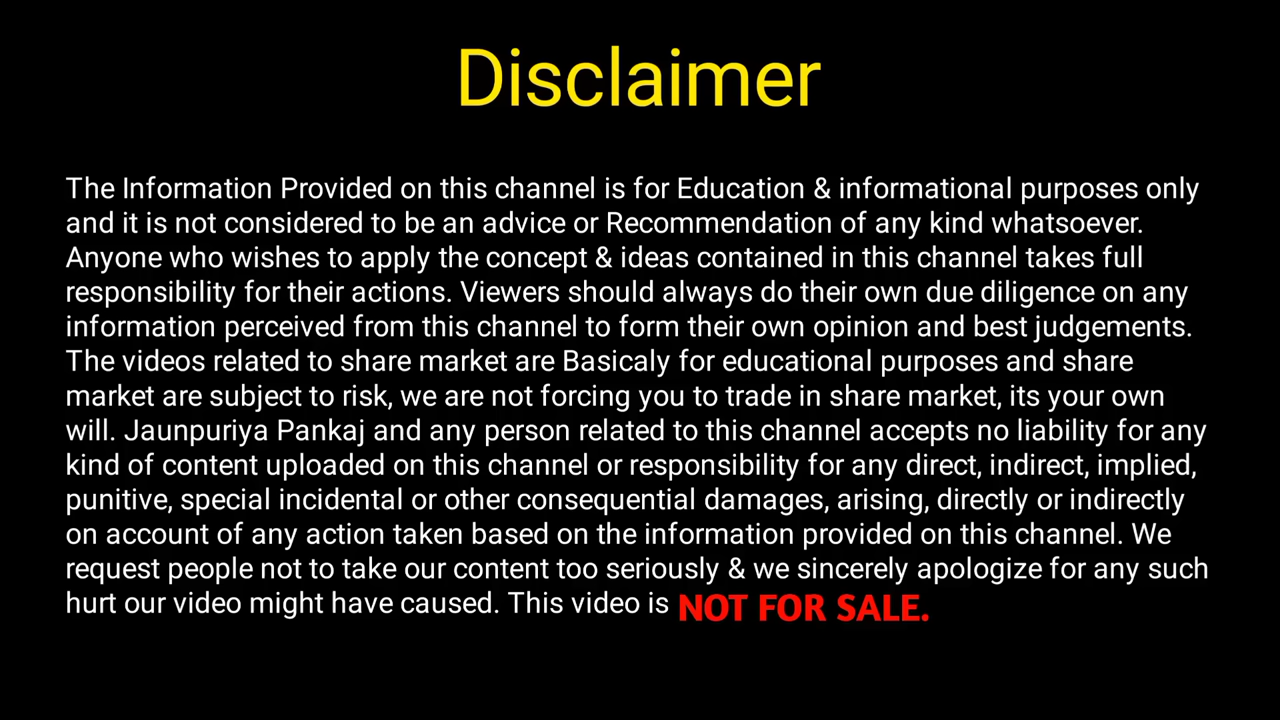 Disclaimer
The Information Provided on this channel is for Education & informational purposes only
and it is not considered to be an advice or Recommendation of any kind whatsoever.
Anyone who wishes to apply the concept & ideas contained in this channel takes full
responsibility for their actions. Viewers should always do their own due diligence on any
information perceived from this channel to form their own opinion and best judgements.
The videos related to share market are Basicaly for educational purposes and share
market are subject to risk, we are not forcing you to trade in share market, its your own
will. Jaunpuriya Pankaj and any person related to this channel accepts no liability for any
kind of content uploaded on this channel or responsibility for any direct, indirect, implied,
punitive, special incidental or other consequential damages, arising, directly or indirectly
on account of any action taken based on the information provided on this channel. We
request people not to take our content too seriously & we sincerely apologize for any such
hurt our video might have caused. This video is NOT FOR SALE.